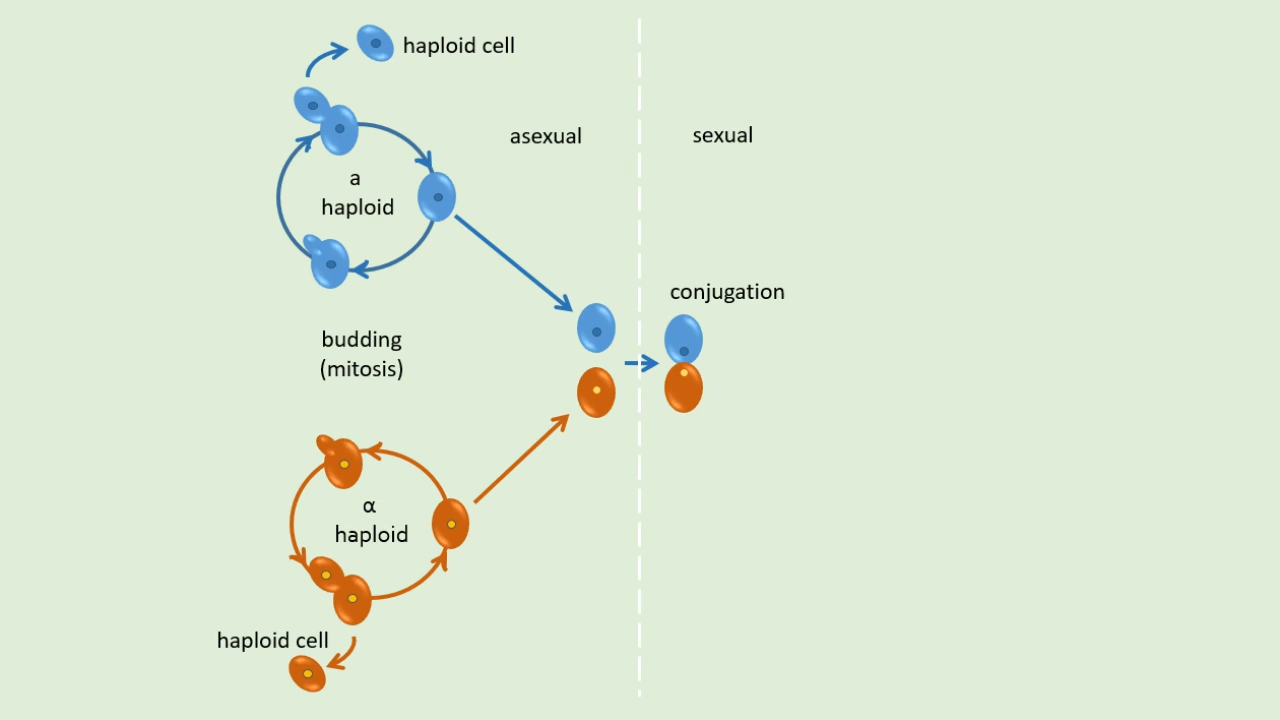 haploid cell
asexual
sexual
a
haploid
conjugation
budding
(mitosis)
α
haploid
haploid cell